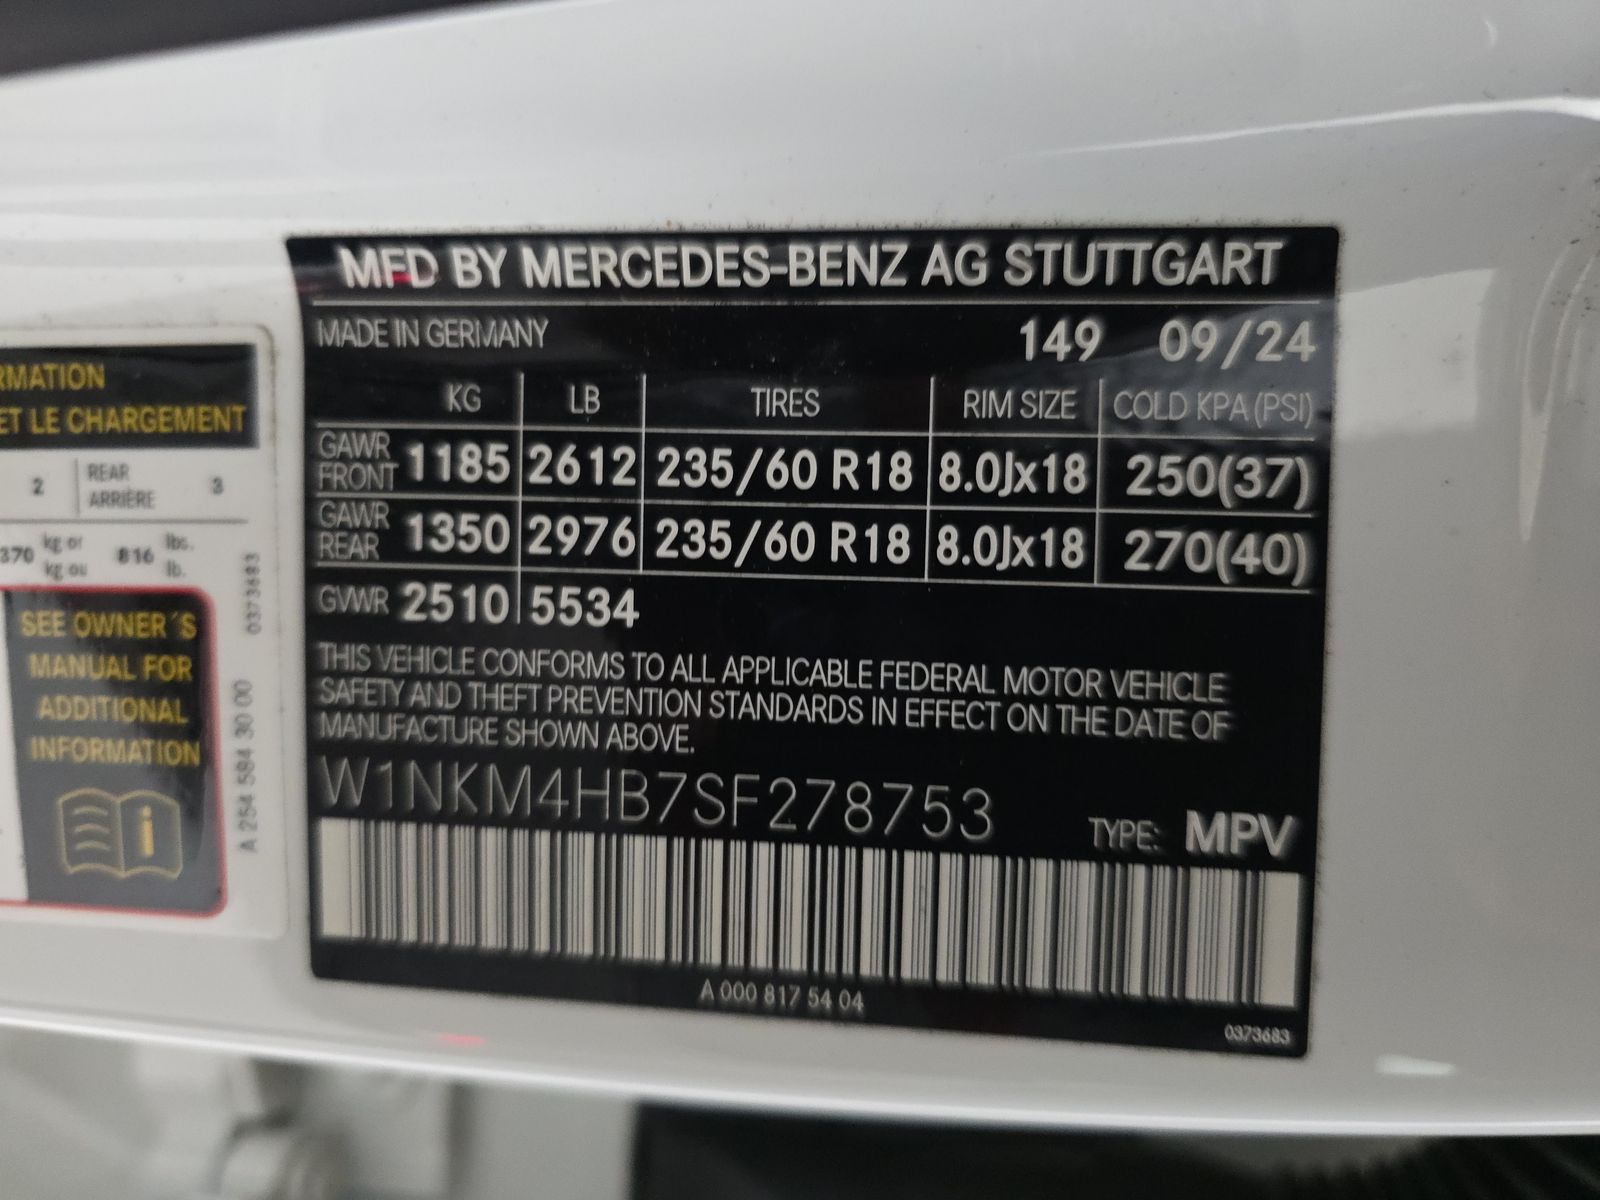 MFD BY MERCEDES-BENZ AG STUTTGART
MADE IN GERMANY 149 09/24
KG LB TIRES RIM SIZE COLD KPA (PSI)
GAWR FRONT 1185 2612 235/60 R18 8.0Jx18 250(37)
GAWR REAR 1350 2976 235/60 R18 8.0Jx18 270(40)
GVWR 2510 5534
THIS VEHICLE CONFORMS TO ALL APPLICABLE FEDERAL MOTOR VEHICLE
SAFETY AND THEFT PREVENTION STANDARDS IN EFFECT ON THE DATE OF
MANUFACTURE SHOWN ABOVE.
W1NKM4HB7SF278753
TYPE: MPV
A 000 817 54 04
0373683
RMATION
ET LE CHARGEMENT
2 REAR ARRIÈRE 3
370 kg or kg ou 816 lbs. lb.
SEE OWNER´S
MANUAL FOR
ADDITIONAL
INFORMATION
A 254 584 30 00 0373683